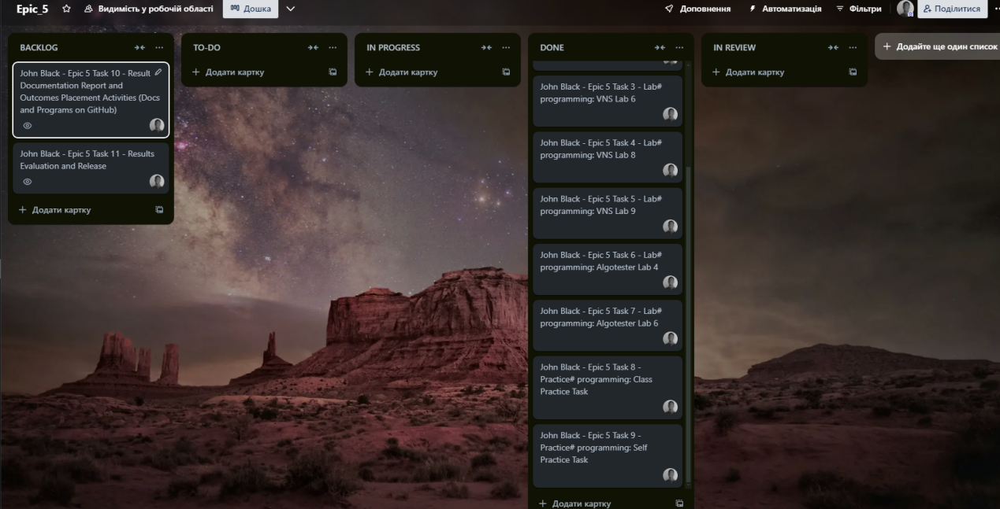 Epic_5
Видимість у робочій області
Дошка
Доповнення
Автоматизація
Фільтри
Поділитися
BACKLOG
John Black - Epic 5 Task 10 - Result
Documentation Report and
Outcomes Placement Activities (Docs
and Programs on GitHub)
John Black - Epic 5 Task 11 - Results
Evaluation and Release
+ Додати картку
TO-DO
+ Додати картку
IN PROGRESS
+ Додати картку
DONE
John Black - Epic 5 Task 3 - Lab#
programming: VNS Lab 6
John Black - Epic 5 Task 4 - Lab#
programming: VNS Lab 8
John Black - Epic 5 Task 5 - Lab#
programming: VNS Lab 9
John Black - Epic 5 Task 6 - Lab#
programming: Algotester Lab 4
John Black - Epic 5 Task 7 - Lab#
programming: Algotester Lab 6
John Black - Epic 5 Task 8 -
Practice# programming: Class
Practice Task
John Black - Epic 5 Task 9 -
Practice# programming: Self
Practice Task
+ Додати картку
IN REVIEW
+ Додати картку
+ Додайте ще один список